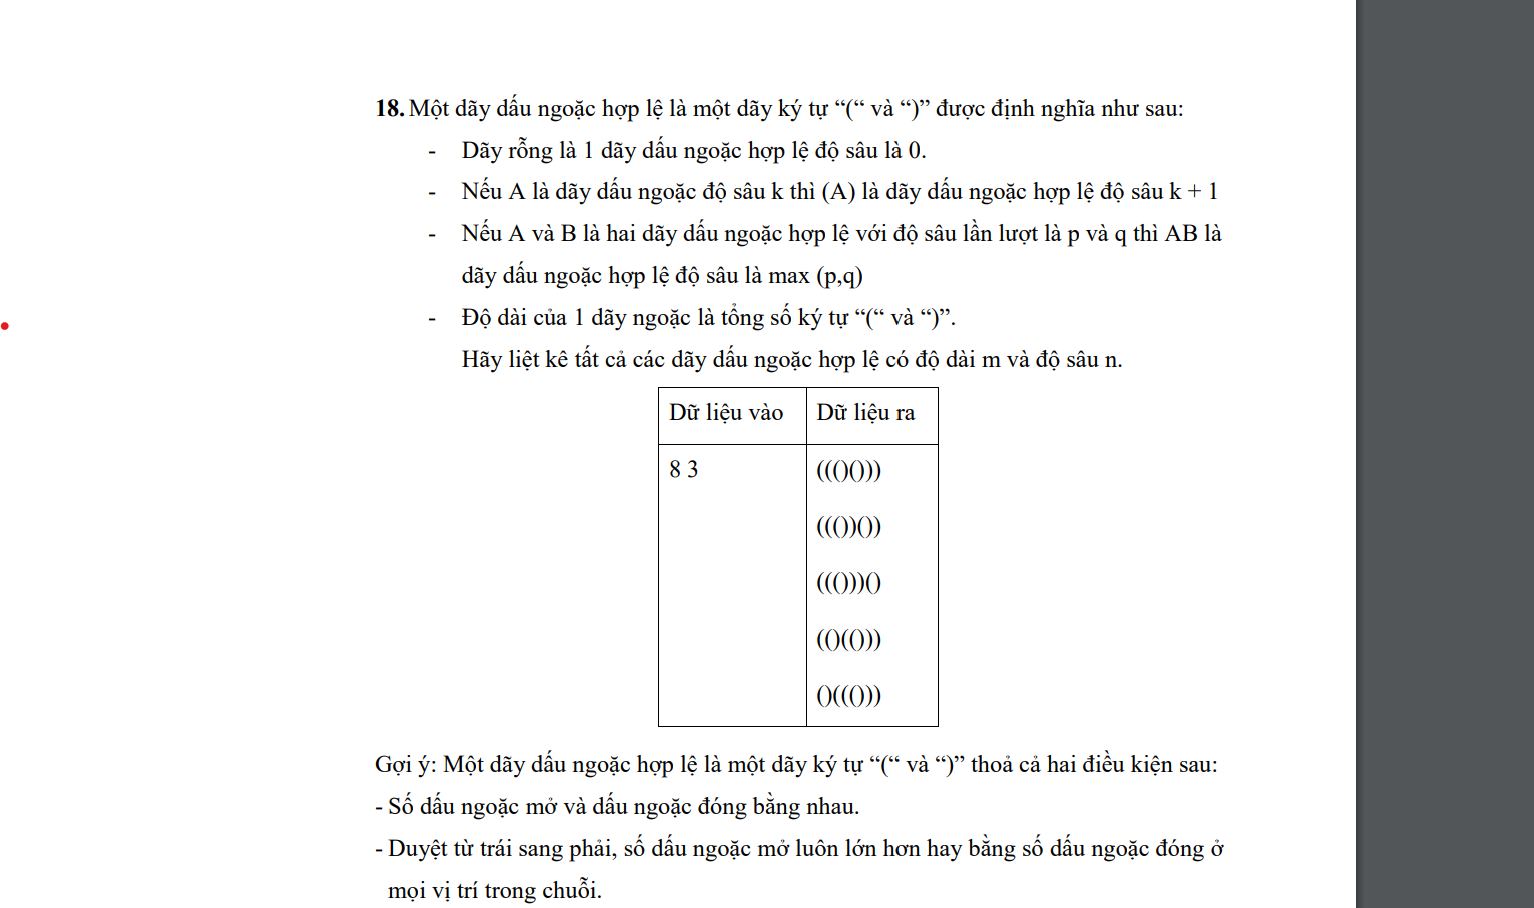 18. Một dãy dấu ngoặc hợp lệ là một dãy ký tự “(“ và “)” được định nghĩa như sau:
- Dãy rỗng là 1 dãy dấu ngoặc hợp lệ độ sâu là 0.
- Nếu A là dãy dấu ngoặc độ sâu k thì (A) là dãy dấu ngoặc hợp lệ độ sâu k + 1
- Nếu A và B là hai dãy dấu ngoặc hợp lệ với độ sâu lần lượt là p và q thì AB là
dãy dấu ngoặc hợp lệ độ sâu là max (p,q)
- Độ dài của 1 dãy ngoặc là tổng số ký tự “(“ và “)”.
Hãy liệt kê tất cả các dãy dấu ngoặc hợp lệ có độ dài m và độ sâu n.
Dữ liệu vào Dữ liệu ra
8 3 ((()()))
((())())
((()))()
(()(()))
()((()))
Gợi ý: Một dãy dấu ngoặc hợp lệ là một dãy ký tự “(“ và “)” thoả cả hai điều kiện sau:
- Số dấu ngoặc mở và dấu ngoặc đóng bằng nhau.
- Duyệt từ trái sang phải, số dấu ngoặc mở luôn lớn hơn hay bằng số dấu ngoặc đóng ở
mọi vị trí trong chuỗi.